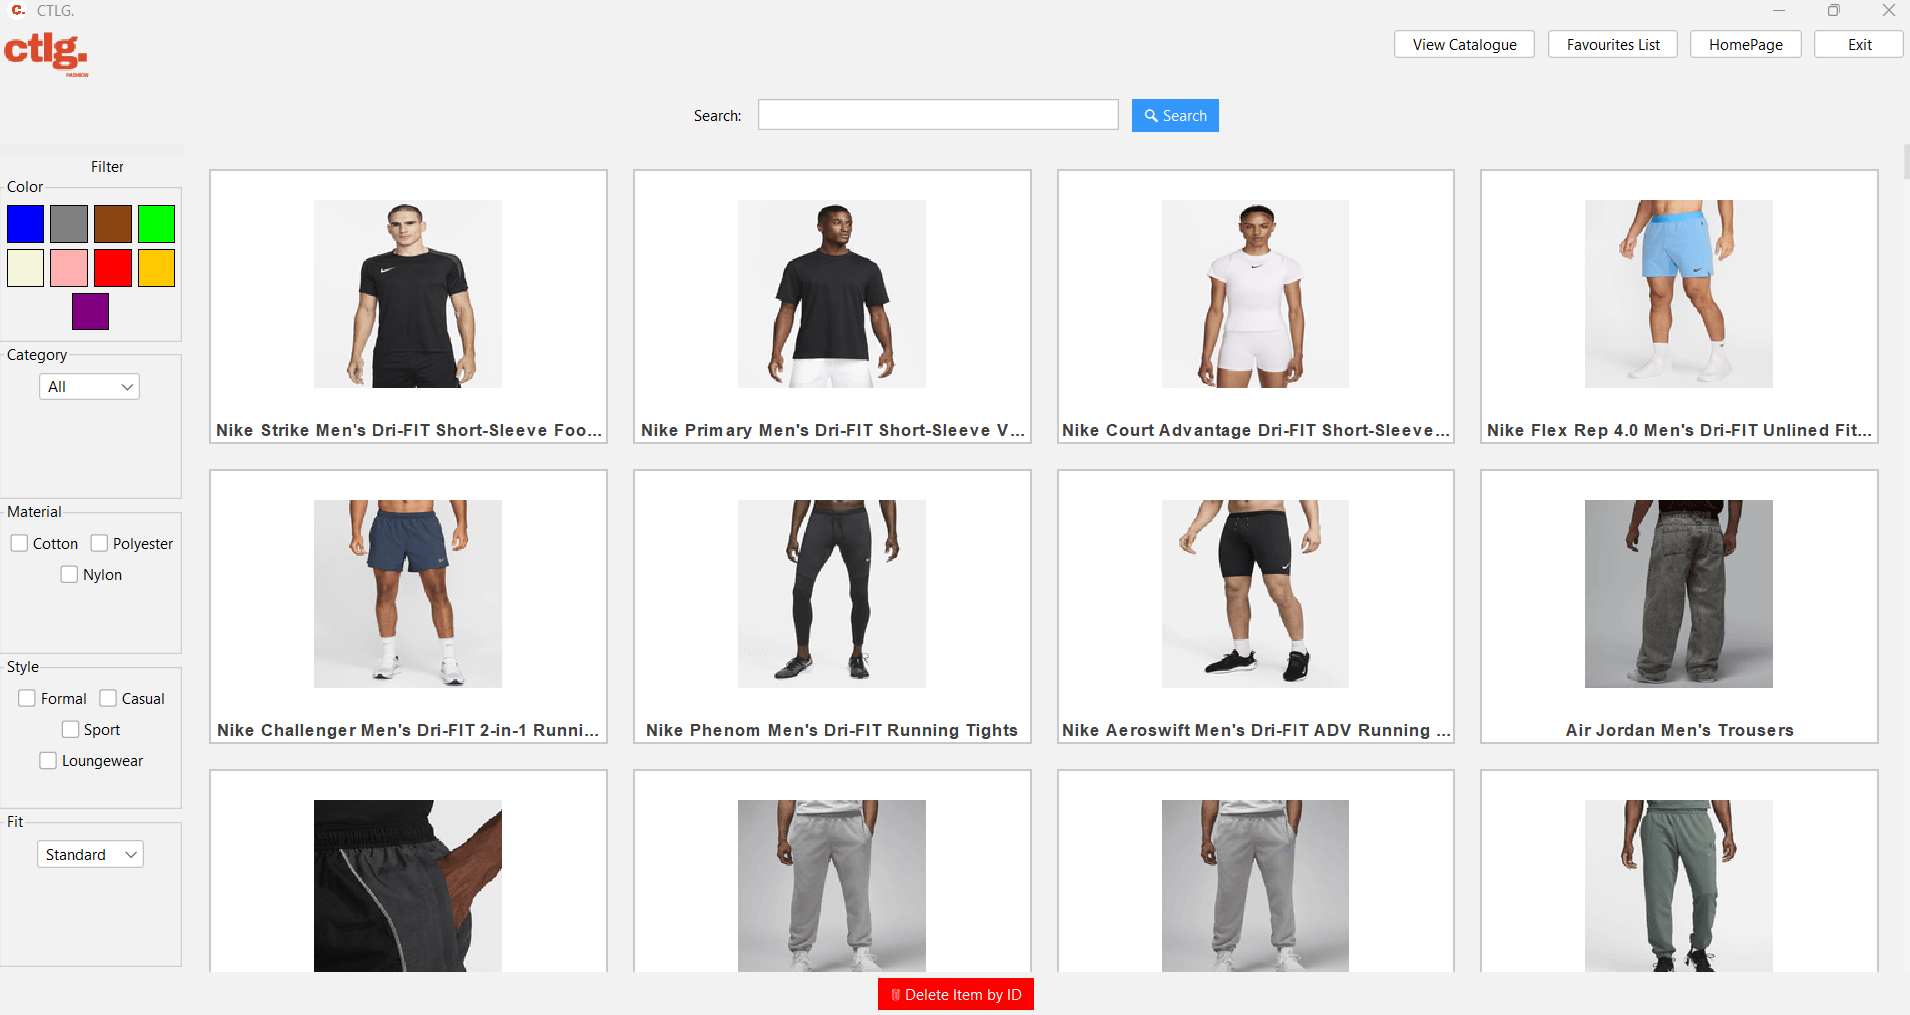 c. CTLG.
ctlg.
FASHION
View Catalogue
Favourites List
HomePage
Exit
Search:
Search
Filter
Color
Category
All
Material
Cotton
Polyester
Nylon
Style
Formal
Casual
Sport
Loungewear
Fit
Standard
Nike Strike Men's Dri-FIT Short-Sleeve Foo...
Nike Primary Men's Dri-FIT Short-Sleeve V...
Nike Court Advantage Dri-FIT Short-Sleeve...
Nike Flex Rep 4.0 Men's Dri-FIT Unlined Fit...
Nike Challenger Men's Dri-FIT 2-in-1 Runni...
Nike Phenom Men's Dri-FIT Running Tights
Nike Aeroswift Men's Dri-FIT ADV Running ...
Air Jordan Men's Trousers
Delete Item by ID